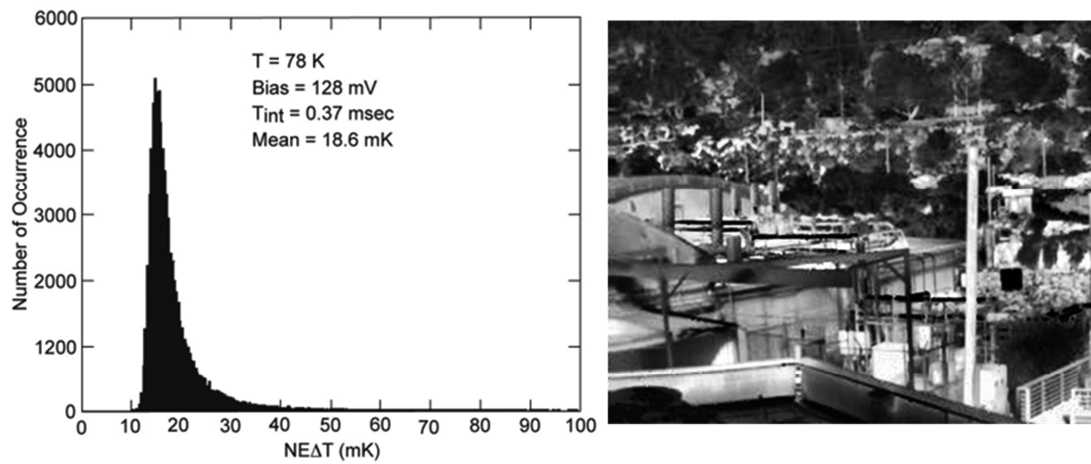 6000
5000
4000
3000
2000
1200
0
Number of Occurrence
T = 78 K
Bias = 128 mV
Tint = 0.37 msec
Mean = 18.6 mK
0 10 20 30 40 50 60 70 80 90 100
NEΔT (mK)